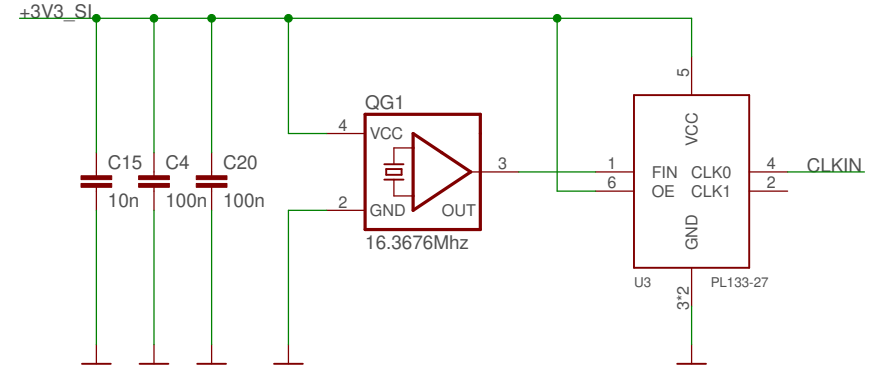 +3V3_SI
C15
10n
C4
100n
C20
100n
QG1
4
VCC
2
GND
OUT
3
16.3676Mhz
5
VCC
1
FIN
CLK0
4
CLKIN
6
OE
CLK1
2
GND
U3
PL133-27
3*2